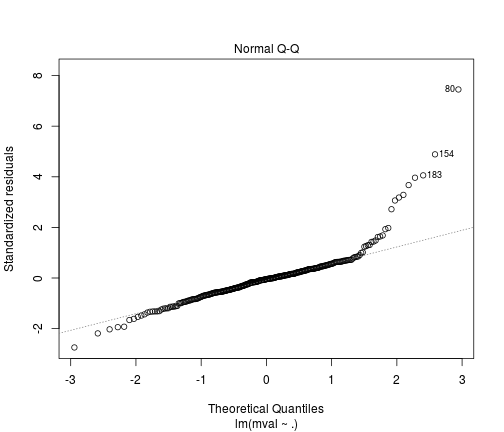 Normal Q-Q
8
6
4
2
0
-2
Standardized residuals
80
154
183
-3 -2 -1 0 1 2 3
Theoretical Quantiles
lm(mval ~ .)